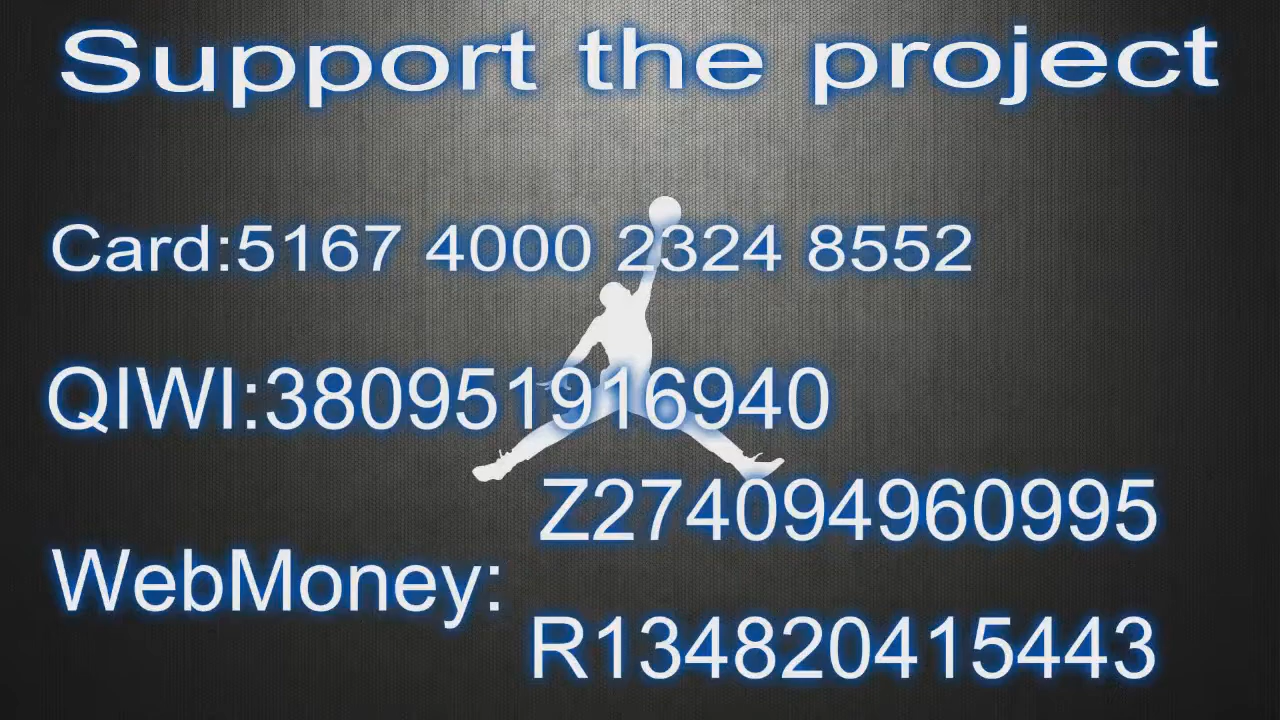 Support the project
Card:5167 4000 2324 8552
QIWI:380951916940
Z274094960995
WebMoney:
R134820415443